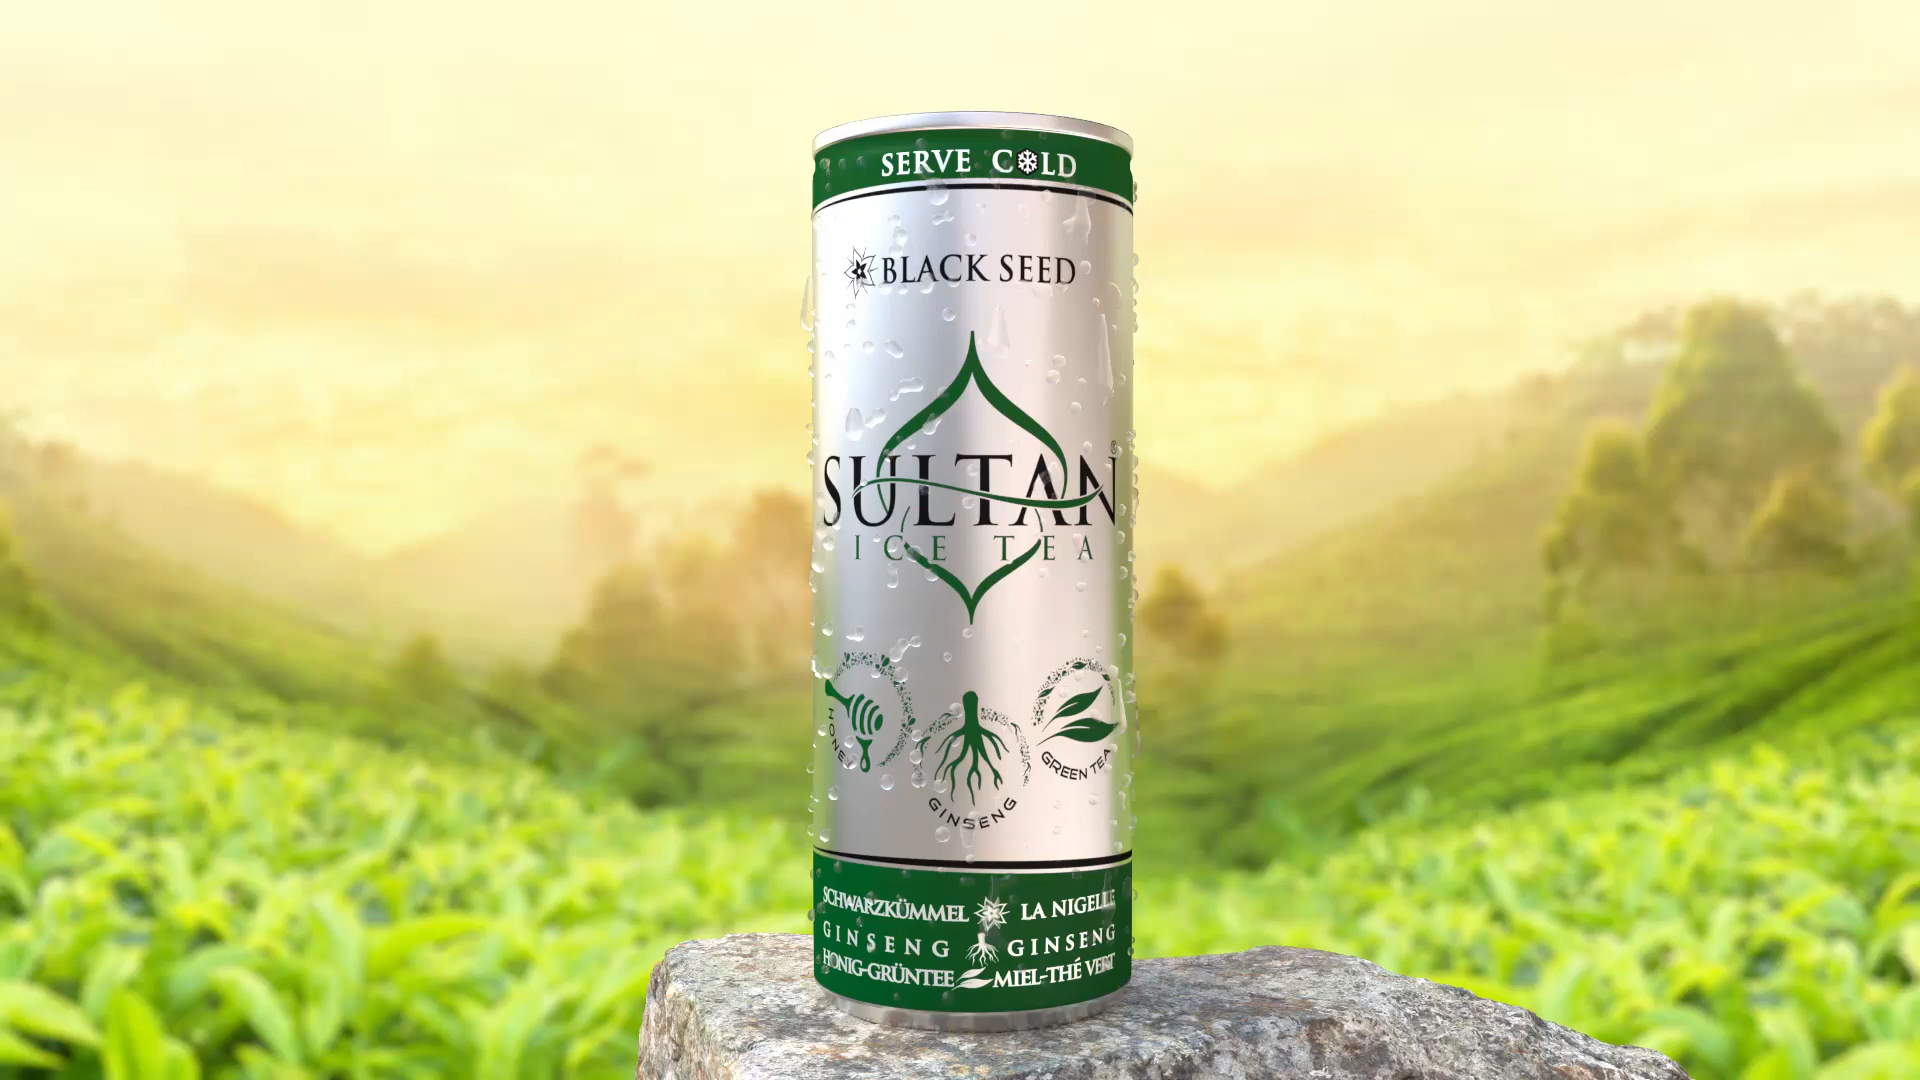 SERVE COLD
BLACK SEED
SULTAN®
ICE TEA
HONEY
GINSENG
GREEN TEA
SCHWARZKÜMMEL LA NIGELLE
GINSENG GINSENG
HONIG-GRÜNTEE MIEL-THÉ VERT